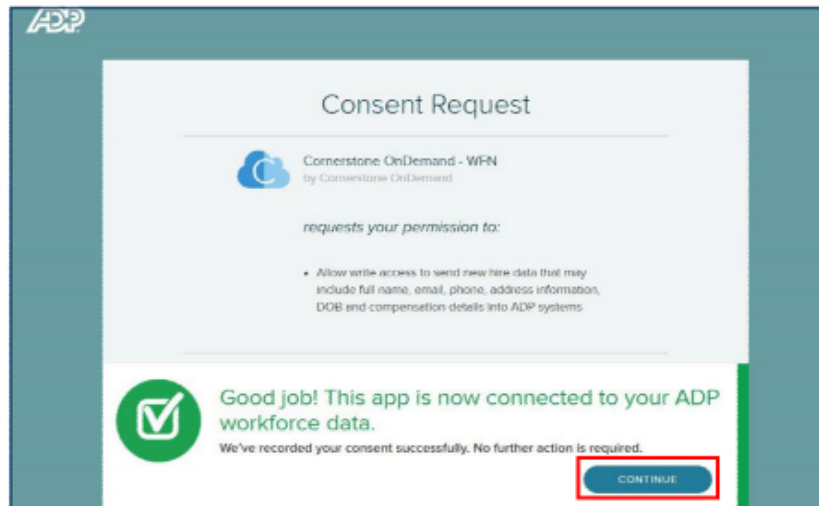 ADP
Consent Request
Cornerstone OnDemand - WFN
by Cornerstone OnDemand
requests your permission to:
• Allow write access to send new hire data that may
include full name, email, phone, address information,
DOB and compensation details into ADP systems
Good job! This app is now connected to your ADP
workforce data.
We've recorded your consent successfully. No further action is required.
CONTINUE